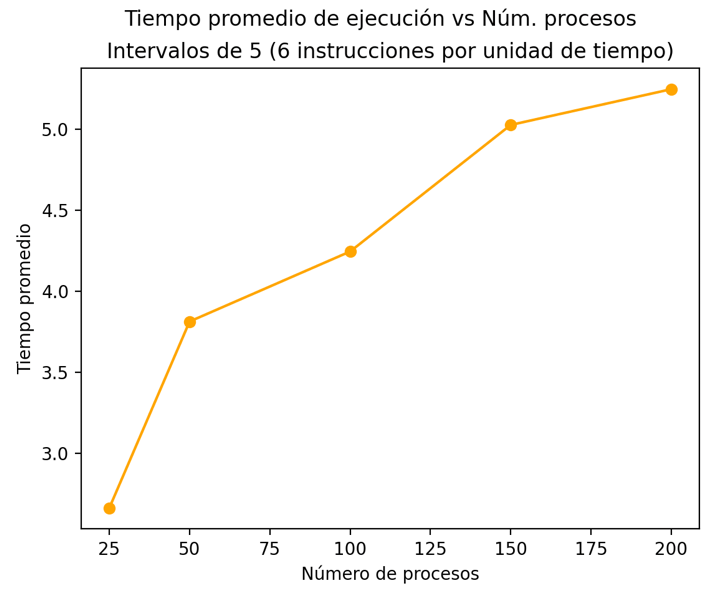 Tiempo promedio de ejecución vs Núm. procesos
Intervalos de 5 (6 instrucciones por unidad de tiempo)
5.0
4.5
4.0
3.5
3.0
Tiempo promedio
25 50 75 100 125 150 175 200
Número de procesos